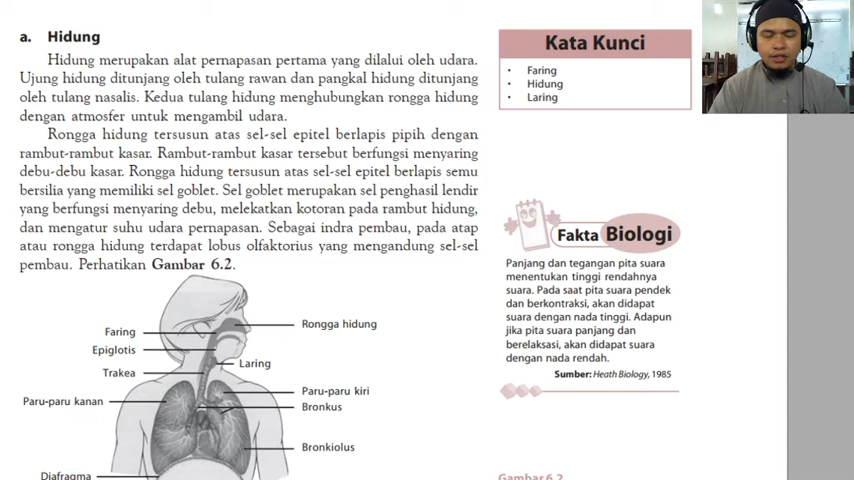 a. Hidung
Hidung merupakan alat pernapasan pertama yang dilalui oleh udara.
Ujung hidung ditunjang oleh tulang rawan dan pangkal hidung ditunjang
oleh tulang nasalis. Kedua tulang hidung menghubungkan rongga hidung
dengan atmosfer untuk mengambil udara.
Rongga hidung tersusun atas sel-sel epitel berlapis pipih dengan
rambut-rambut kasar. Rambut-rambut kasar tersebut berfungsi menyaring
debu-debu kasar. Rongga hidung tersusun atas sel-sel epitel berlapis semu
bersilia yang memiliki sel goblet. Sel goblet merupakan sel penghasil lendir
yang berfungsi menyaring debu, melekatkan kotoran pada rambut hidung,
dan mengatur suhu udara pernapasan. Sebagai indra pembau, pada atap
atau rongga hidung terdapat lobus olfaktorius yang mengandung sel-sel
pembau. Perhatikan Gambar 6.2.
Faring
Epiglotis
Trakea
Paru-paru kanan
Diafragma
Rongga hidung
Laring
Paru-paru kiri
Bronkus
Bronkiolus
Kata Kunci
• Faring
• Hidung
• Laring
Fakta Biologi
Panjang dan tegangan pita suara
menentukan tinggi rendahnya
suara. Pada saat pita suara pendek
dan berkontraksi, akan didapat
suara dengan nada tinggi. Adapun
jika pita suara panjang dan
berelaksasi, akan didapat suara
dengan nada rendah.
Sumber: Heath Biology, 1985
Gambar 6.2